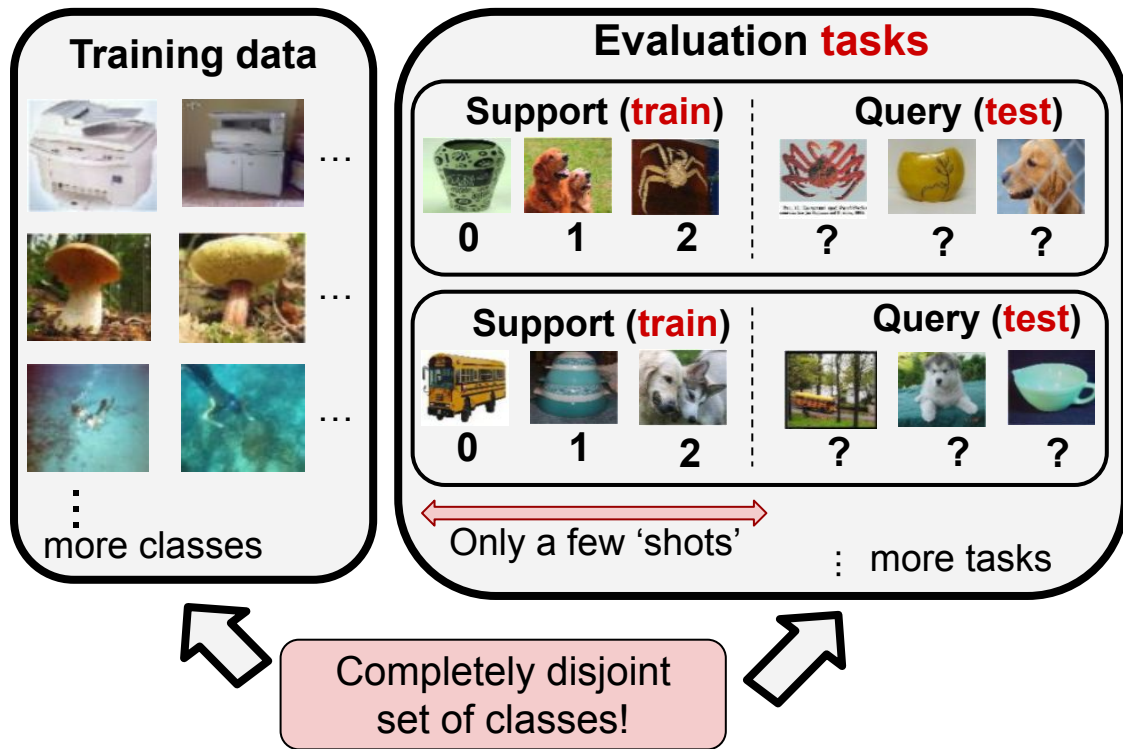 Training data
...
...
...
more classes
Evaluation tasks
Support (train)
Query (test)
0 1 2
? ? ?
Support (train)
Query (test)
0 1 2
? ? ?
Only a few ‘shots’
more tasks
Completely disjoint
set of classes!